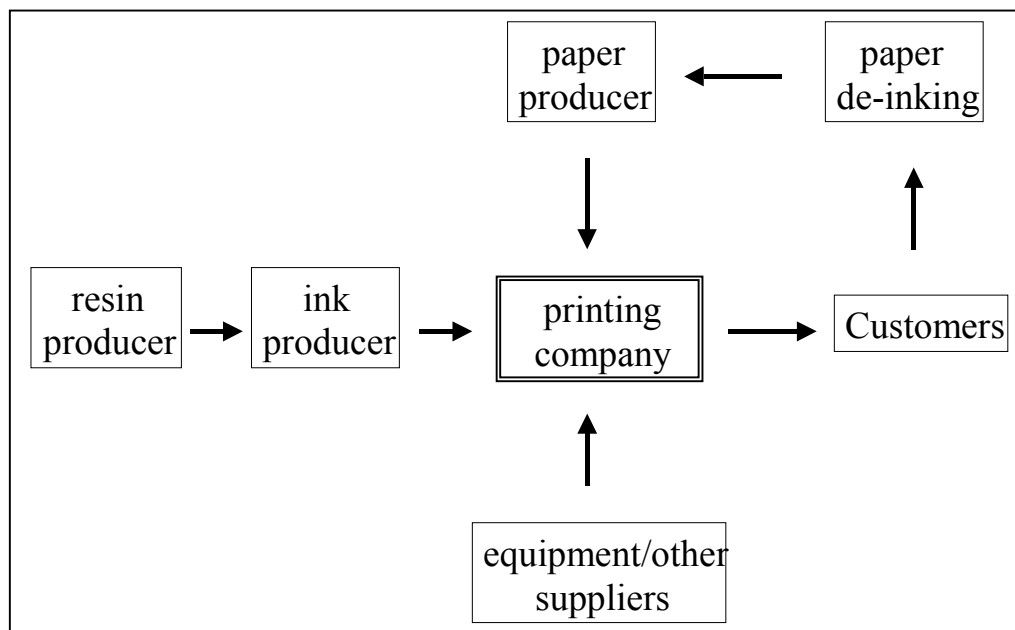 paper
producer
paper
de-inking
resin
producer
ink
producer
printing
company
Customers
equipment/other
suppliers